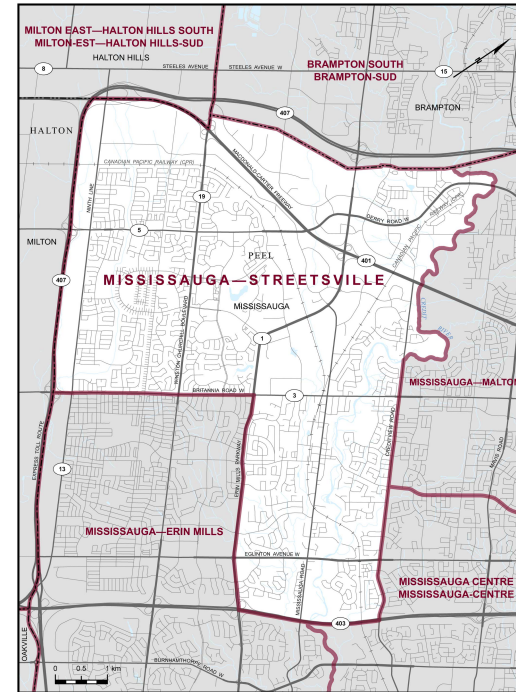 MILTON EAST—HALTON HILLS SOUTH
MILTON-EST—HALTON HILLS-SUD
HALTON HILLS
8
STEELES AVENUE
STEELES AVENUE W
BRAMPTON SOUTH
BRAMPTON-SUD
15
N
407
BRAMPTON
HALTON
CANADIAN PACIFIC RAILWAY (CPR)
MACDONALD-CARTIER FREEWAY
NINTH LINE
19
DERRY ROAD W
CANADIAN PACIFIC RAILWAY (CPR)
5
MILTON
PEEL
401
407
MISSISSAUGA—STREETSVILLE
MISSISSAUGA
CREDIT
RIVER
WINSTON CHURCHILL BOULEVARD
1
MISSISSAUGA—MALTON
BRITANNIA ROAD W
3
EXPRESS TOLL ROUTE
13
ERIN MILLS PARKWAY
CREDITVIEW ROAD
MAVIS ROAD
MISSISSAUGA—ERIN MILLS
EGLINTON AVENUE W
MISSISSAUGA ROAD
MISSISSAUGA CENTRE
MISSISSAUGA-CENTRE
403
OAKVILLE
BURNHAMTHORPE ROAD W
0 0.5 1 km